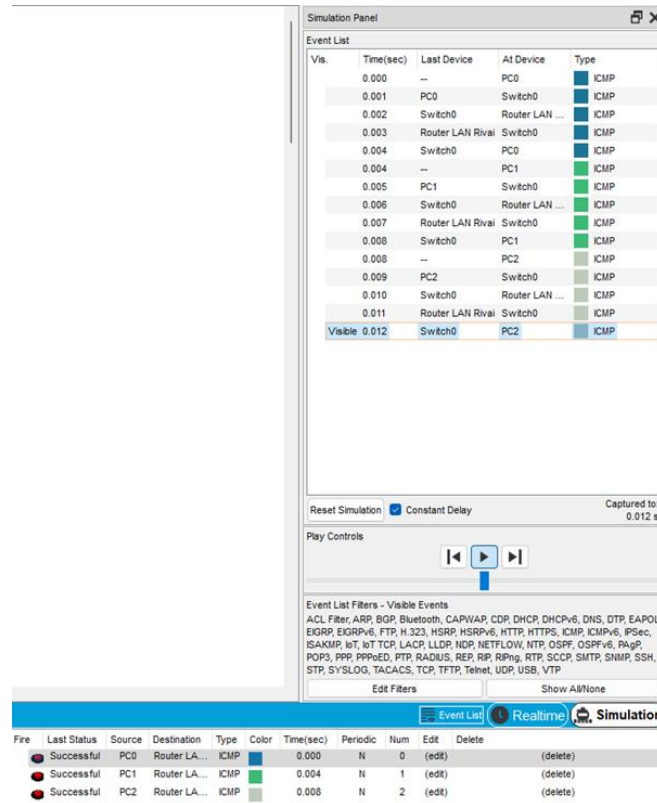 Simulation Panel
Event List
Vis. Time(sec) Last Device At Device Type
0.000 -- PC0 ICMP
0.001 PC0 Switch0 ICMP
0.002 Switch0 Router LAN ... ICMP
0.003 Router LAN Rivai Switch0 ICMP
0.004 Switch0 PC0 ICMP
0.004 -- PC1 ICMP
0.005 PC1 Switch0 ICMP
0.006 Switch0 Router LAN ... ICMP
0.007 Router LAN Rivai Switch0 ICMP
0.008 Switch0 PC1 ICMP
0.008 -- PC2 ICMP
0.009 PC2 Switch0 ICMP
0.010 Switch0 Router LAN ... ICMP
0.011 Router LAN Rivai Switch0 ICMP
Visible 0.012 Switch0 PC2 ICMP
Reset Simulation Constant Delay Captured to:
0.012 s
Play Controls
Event List Filters - Visible Events
ACL Filter, ARP, BGP, Bluetooth, CAPWAP, CDP, DHCP, DHCPv6, DNS, DTP, EAPOL
EIGRP, EIGRPv6, FTP, H.323, HSRP, HSRPv6, HTTP, HTTPS, ICMP, ICMPv6, IPSec,
ISAKMP, IoT, IoT TCP, LACP, LLDP, NDP, NETFLOW, NTP, OSPF, OSPFv6, PAgP,
POP3, PPP, PPPoED, PTP, RADIUS, REP, RIP, RIPng, RTP, SCCP, SMTP, SNMP, SSH,
STP, SYSLOG, TACACS, TCP, TFTP, Telnet, UDP, USB, VTP
Edit Filters Show All/None
Event List Realtime Simulation
Fire Last Status Source Destination Type Color Time(sec) Periodic Num Edit Delete
Successful PC0 Router LA... ICMP 0.000 N 0 (edit) (delete)
Successful PC1 Router LA... ICMP 0.004 N 1 (edit) (delete)
Successful PC2 Router LA... ICMP 0.008 N 2 (edit) (delete)